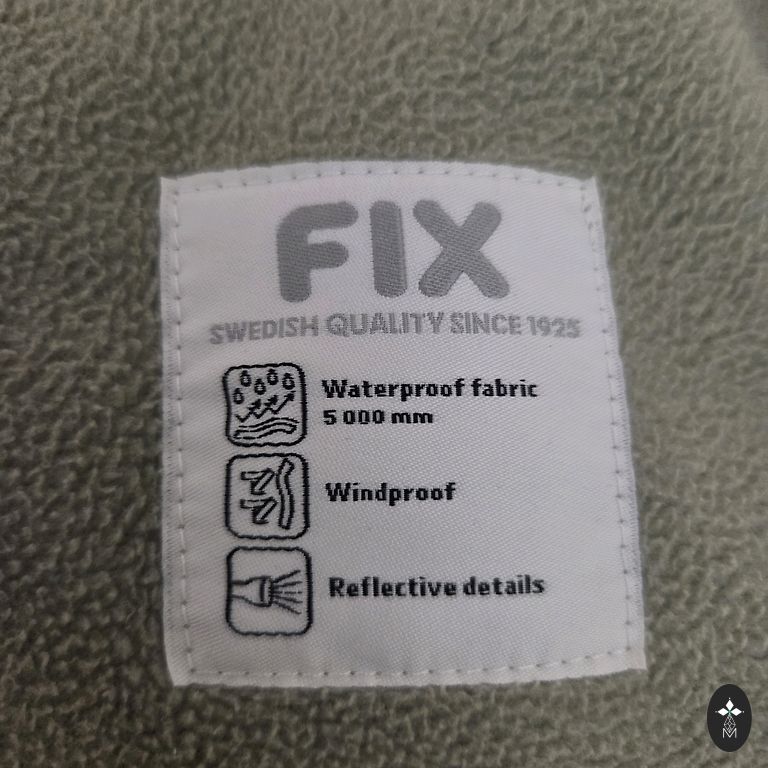 FIX
SWEDISH QUALITY SINCE 1925
Waterproof fabric
5 000 mm
Windproof
Reflective details
M